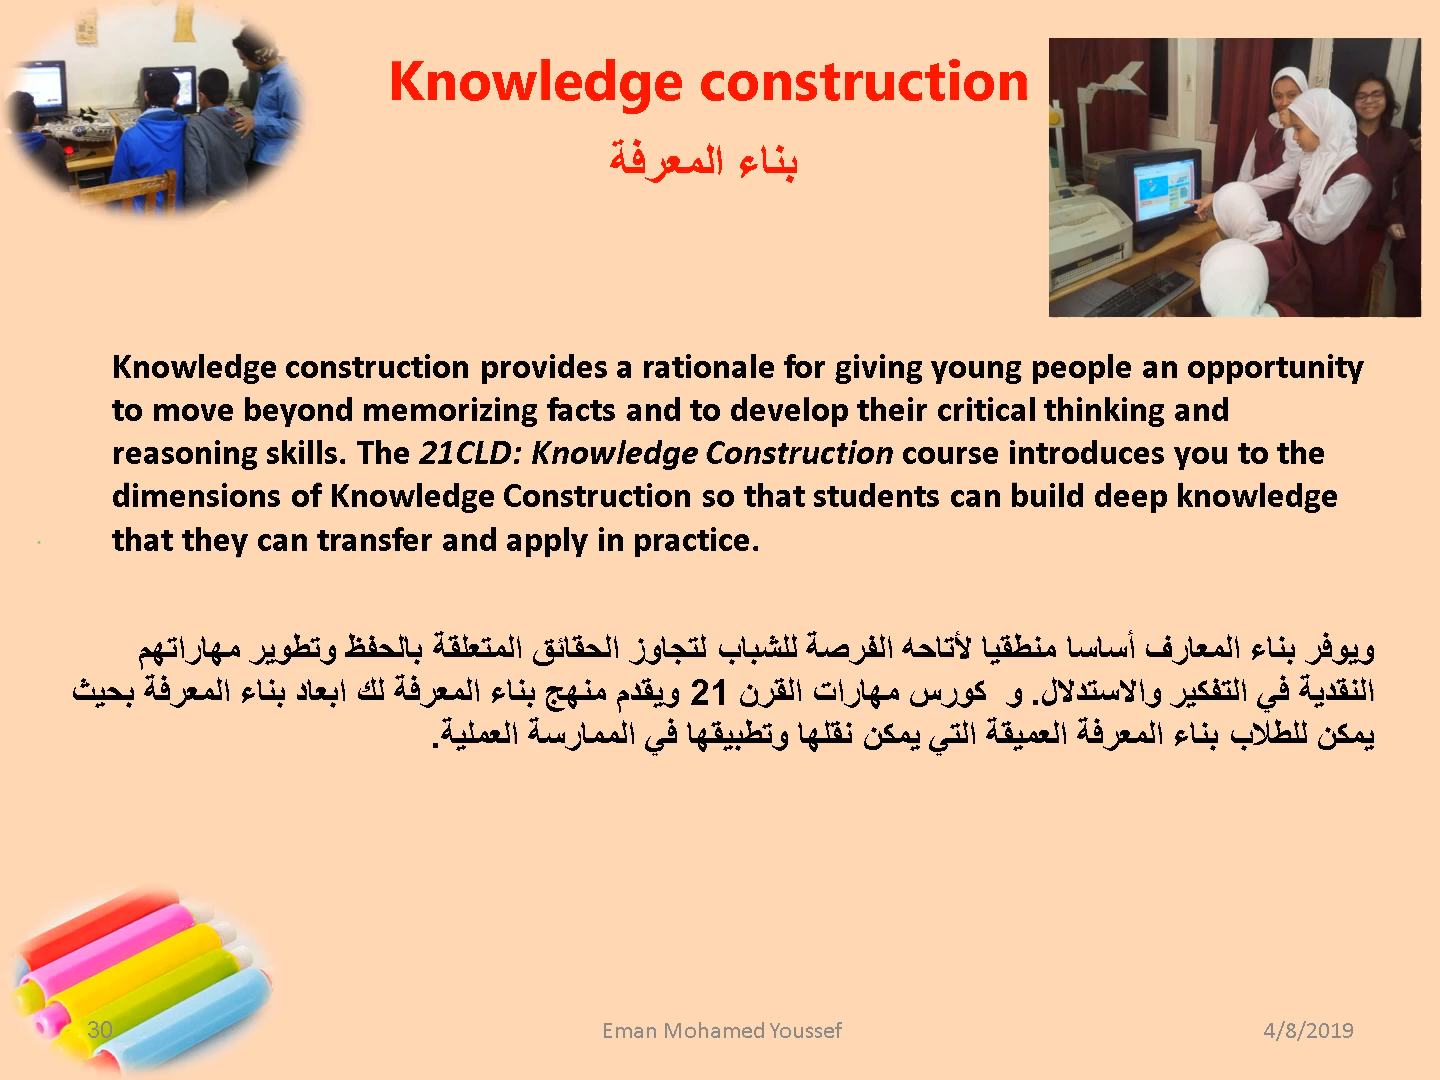 Knowledge construction
بناء المعرفة
Knowledge construction provides a rationale for giving young people an opportunity
to move beyond memorizing facts and to develop their critical thinking and
reasoning skills. The 21CLD: Knowledge Construction course introduces you to the
dimensions of Knowledge Construction so that students can build deep knowledge
that they can transfer and apply in practice.
ويوفر بناء المعارف أساسا منطقيا لأتاحه الفرصة للشباب لتجاوز الحقائق المتعلقة بالحفظ وتطوير مهاراتهم
النقدية في التفكير والاستدلال. و كورس مهارات القرن 21 ويقدم منهج بناء المعرفة لك ابعاد بناء المعرفة بحيث
يمكن للطلاب بناء المعرفة العميقة التي يمكن نقلها وتطبيقها في الممارسة العملية.
30
Eman Mohamed Youssef
4/8/2019